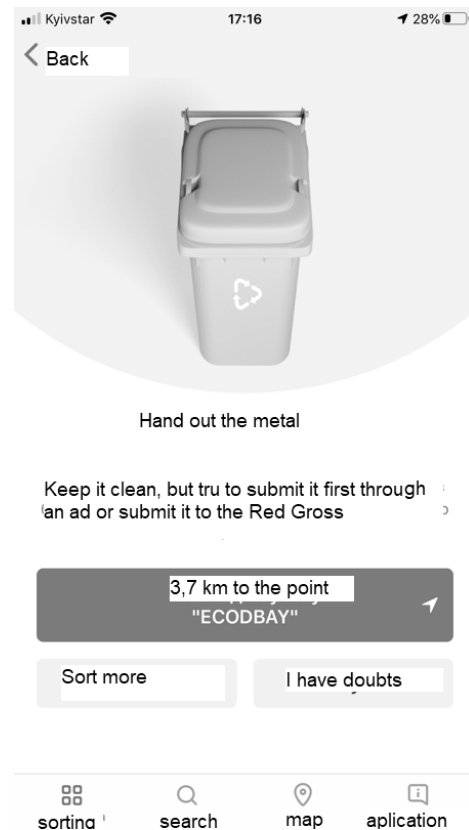 Kyivstar 17:16 28%
Back
Hand out the metal
Keep it clean, but tru to submit it first through
an ad or submit it to the Red Gross
3,7 km to the point
"ECODBAY"
Sort more I have doubts
sorting search map aplication